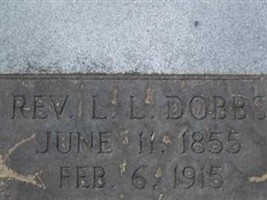 REV. L. L. DOBBS
JUNE 11, 1855
FEB. 6, 1915